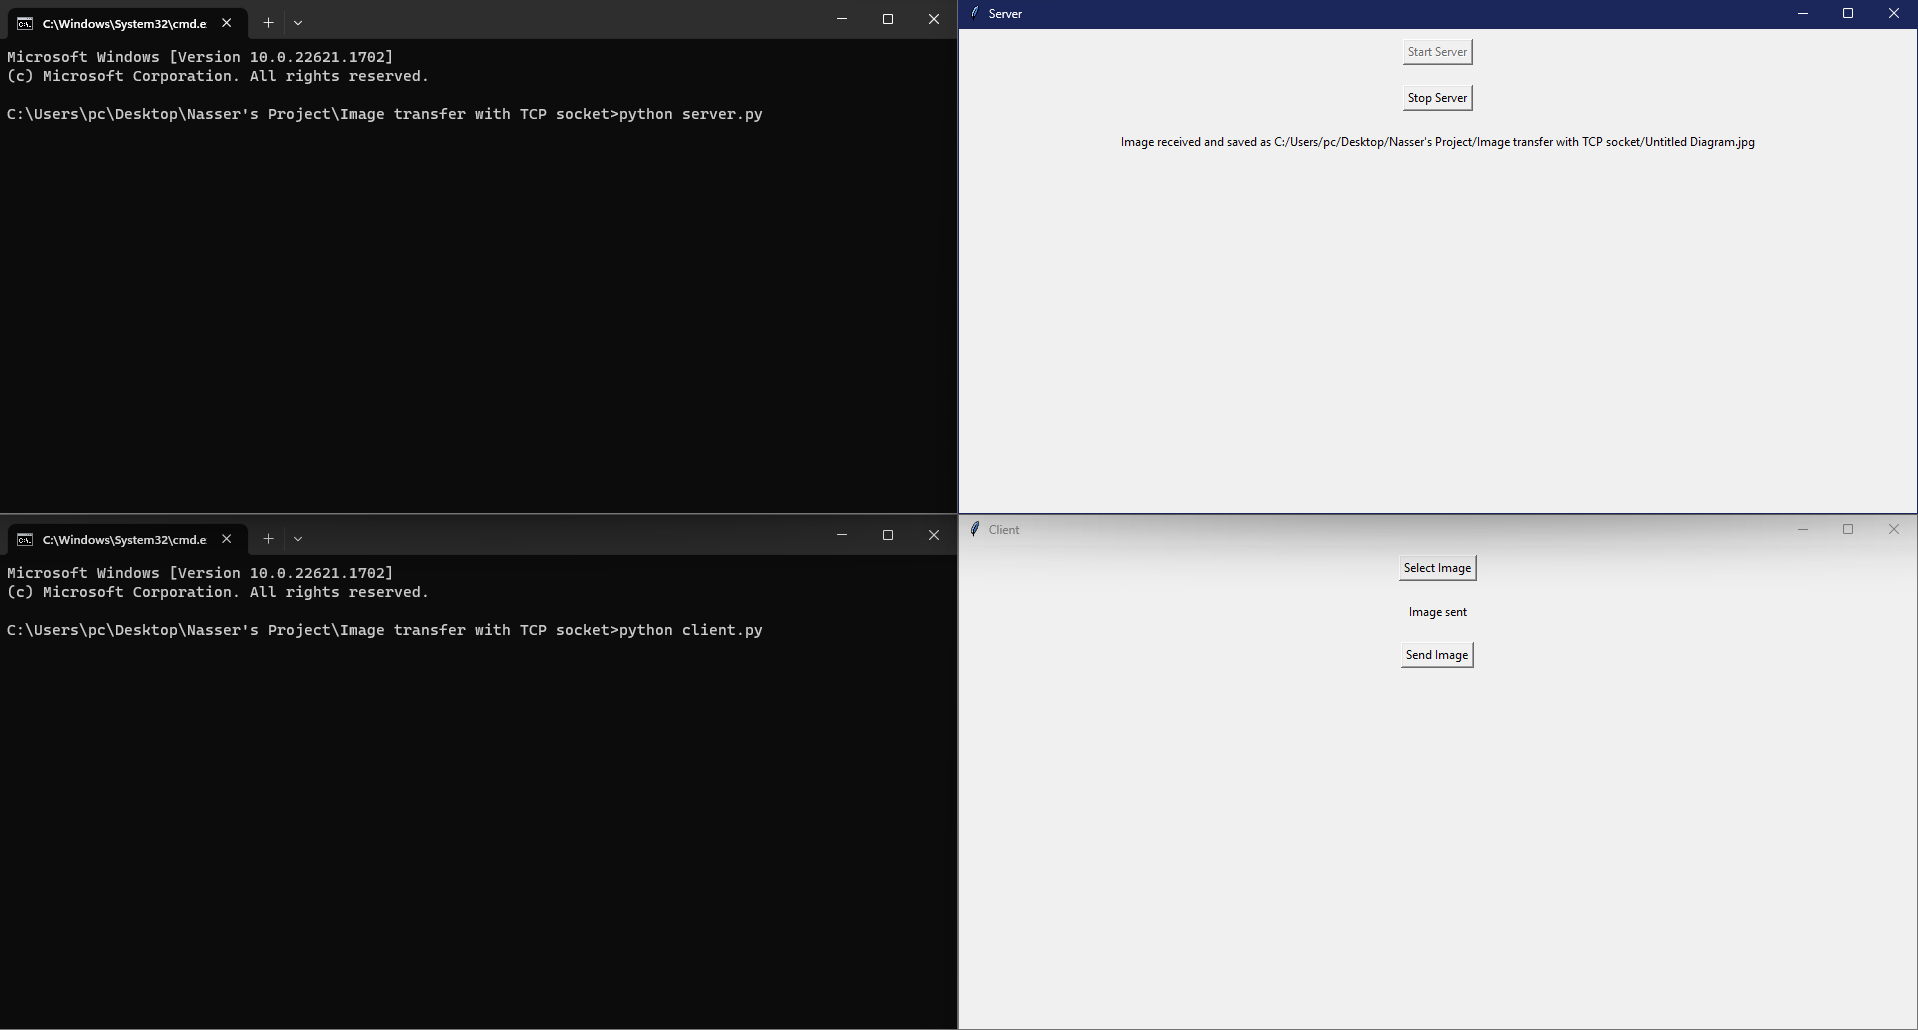 C:\Windows\System32\cmd.e
Microsoft Windows [Version 10.0.22621.1702]
(c) Microsoft Corporation. All rights reserved.
C:\Users\pc\Desktop\Nasser's Project\Image transfer with TCP socket>python server.py
Server
Start Server
Stop Server
Image received and saved as C:/Users/pc/Desktop/Nasser's Project/Image transfer with TCP socket/Untitled Diagram.jpg
C:\Windows\System32\cmd.e
Microsoft Windows [Version 10.0.22621.1702]
(c) Microsoft Corporation. All rights reserved.
C:\Users\pc\Desktop\Nasser's Project\Image transfer with TCP socket>python client.py
Client
Select Image
Image sent
Send Image